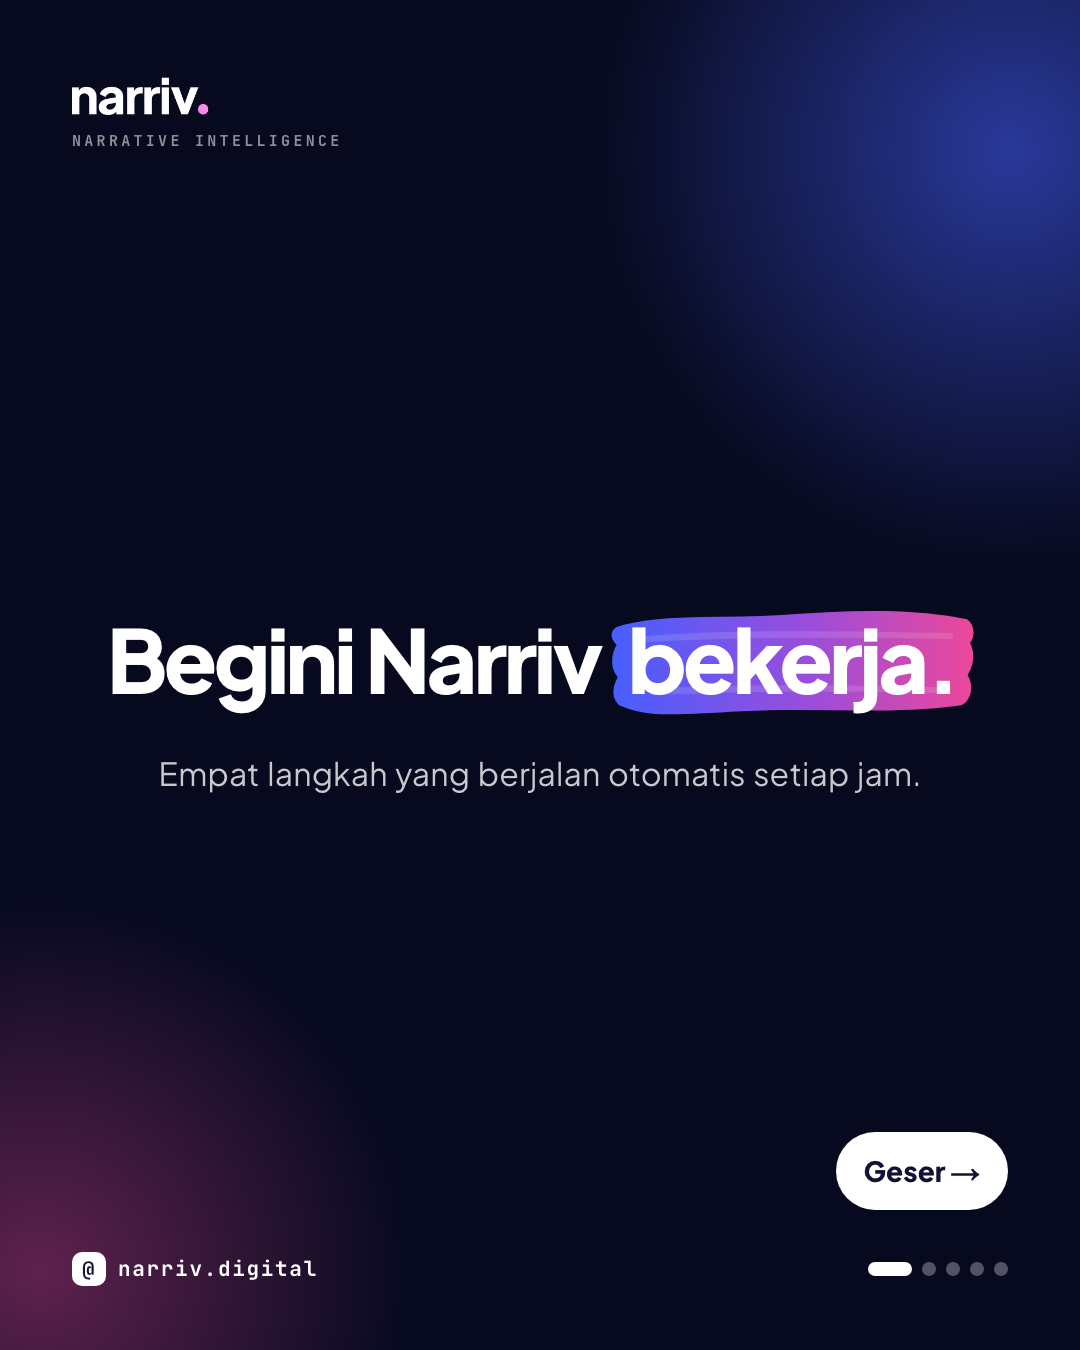 narriv.
NARRATIVE INTELLIGENCE
Begini Narriv bekerja.
Empat langkah yang berjalan otomatis setiap jam.
Geser →
@ narriv.digital